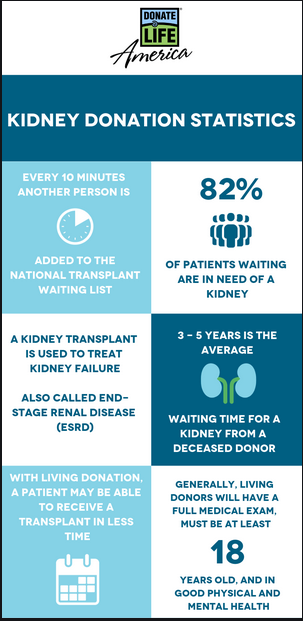 DONATE
LIFE
America
KIDNEY DONATION STATISTICS
EVERY 10 MINUTES
ANOTHER PERSON IS
ADDED TO THE
NATIONAL TRANSPLANT
WAITING LIST
82%
OF PATIENTS WAITING
ARE IN NEED OF A
KIDNEY
A KIDNEY TRANSPLANT
IS USED TO TREAT
KIDNEY FAILURE
ALSO CALLED END-
STAGE RENAL DISEASE
(ESRD)
3 - 5 YEARS IS THE
AVERAGE
WAITING TIME FOR A
KIDNEY FROM A
DECEASED DONOR
WITH LIVING DONATION,
A PATIENT MAY BE ABLE
TO RECEIVE A
TRANSPLANT IN LESS
TIME
GENERALLY, LIVING
DONORS WILL HAVE A
FULL MEDICAL EXAM,
MUST BE AT LEAST
18
YEARS OLD, AND IN
GOOD PHYSICAL AND
MENTAL HEALTH